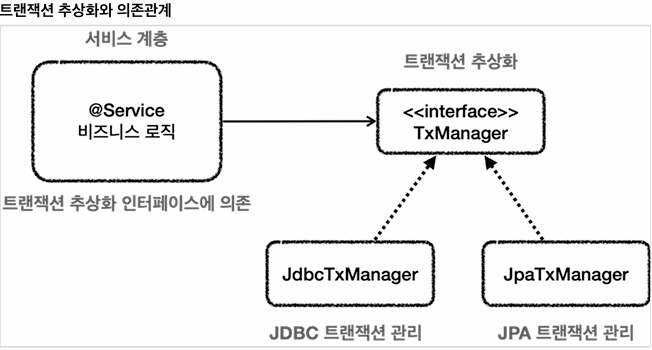 트랜잭션 추상화와 의존관계
서비스 계층
트랜잭션 추상화
@Service
비즈니스 로직
<<interface>>
TxManager
트랜잭션 추상화 인터페이스에 의존
JdbcTxManager
JpaTxManager
JDBC 트랜잭션 관리
JPA 트랜잭션 관리